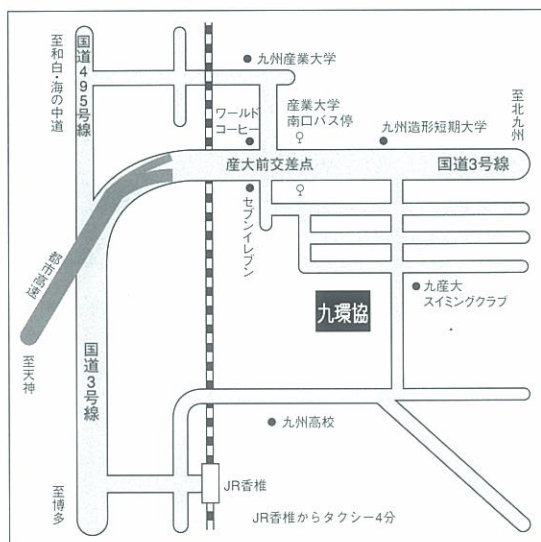 至和白・海の中道
国道495号線
九州産業大学
ワールド
コーヒー
産業大学
南口バス停
九州造形短期大学
至北九州
産大前交差点
国道3号線
セブンイレブン
都市高速
九産大
スイミングクラブ
九環協
至天神
国道3号線
九州高校
至博多
JR香椎
JR香椎からタクシー4分